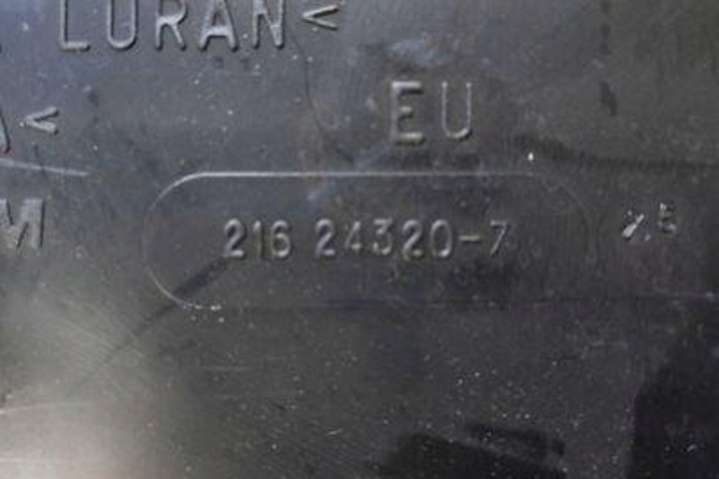 LURAN<
EU
A<
M
216 24320-7